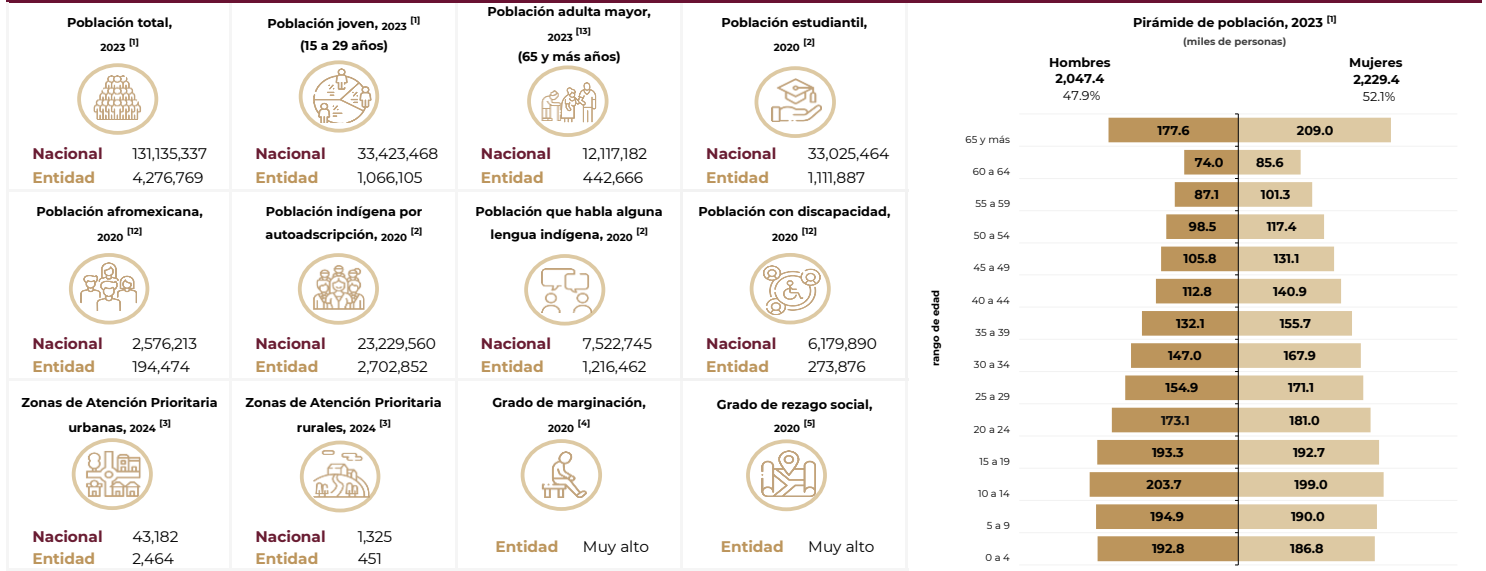 Población total,
2023 [1]
Nacional 131,135,337
Entidad 4,276,769
Población joven, 2023 [1]
(15 a 29 años)
Nacional 33,423,468
Entidad 1,066,105
Población adulta mayor,
2023 [13]
(65 y más años)
Nacional 12,117,182
Entidad 442,666
Población estudiantil,
2020 [2]
Nacional 33,025,464
Entidad 1,111,887
Población afromexicana,
2020 [12]
Nacional 2,576,213
Entidad 194,474
Población indígena por
autoadscripción, 2020 [2]
Nacional 23,229,560
Entidad 2,702,852
Población que habla alguna
lengua indígena, 2020 [2]
Nacional 7,522,745
Entidad 1,216,462
Población con discapacidad,
2020 [12]
Nacional 6,179,890
Entidad 273,876
Zonas de Atención Prioritaria
urbanas, 2024 [3]
Nacional 43,182
Entidad 2,464
Zonas de Atención Prioritaria
rurales, 2024 [3]
Nacional 1,325
Entidad 451
Grado de marginación,
2020 [4]
Entidad Muy alto
Grado de rezago social,
2020 [5]
Entidad Muy alto
Pirámide de población, 2023 [1]
(miles de personas)
Hombres Mujeres
2,047.4 2,229.4
47.9% 52.1%
rango de edad
65 y más 177.6 209.0
60 a 64 74.0 85.6
55 a 59 87.1 101.3
50 a 54 98.5 117.4
45 a 49 105.8 131.1
40 a 44 112.8 140.9
35 a 39 132.1 155.7
30 a 34 147.0 167.9
25 a 29 154.9 171.1
20 a 24 173.1 181.0
15 a 19 193.3 192.7
10 a 14 203.7 199.0
5 a 9 194.9 190.0
0 a 4 192.8 186.8